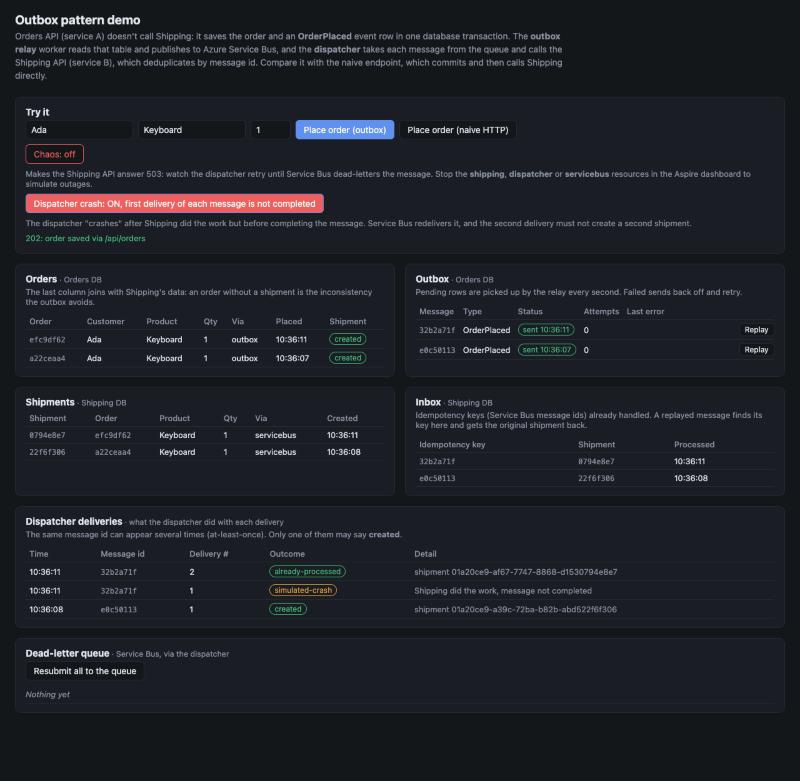 Outbox pattern demo
Orders API (service A) doesn't call Shipping: it saves the order and an OrderPlaced event row in one database transaction. The outbox
relay worker reads that table and publishes to Azure Service Bus, and the dispatcher takes each message from the queue and calls the
Shipping API (service B), which deduplicates by message id. Compare it with the naive endpoint, which commits and then calls Shipping
directly.
Try it
Ada Keyboard 1 Place order (outbox) Place order (naive HTTP)
Chaos: off
Makes the Shipping API answer 503: watch the dispatcher retry until Service Bus dead-letters the message. Stop the shipping, dispatcher or servicebus resources in the Aspire dashboard to
simulate outages.
Dispatcher crash: ON, first delivery of each message is not completed
The dispatcher "crashes" after Shipping did the work but before completing the message. Service Bus redelivers it, and the second delivery must not create a second shipment.
202: order saved via /api/orders
Orders · Orders DB
The last column joins with Shipping's data: an order without a shipment is the inconsistency
the outbox avoids.
Order Customer Product Qty Via Placed Shipment
efc9df62 Ada Keyboard 1 outbox 10:36:11 created
a22ceaa4 Ada Keyboard 1 outbox 10:36:07 created
Outbox · Orders DB
Pending rows are picked up by the relay every second. Failed sends back off and retry.
Message Type Status Attempts Last error
32b2a71f OrderPlaced sent 10:36:11 0 Replay
e0c50113 OrderPlaced sent 10:36:07 0 Replay
Shipments · Shipping DB
Shipment Order Product Qty Via Created
0794e8e7 efc9df62 Keyboard 1 servicebus 10:36:11
22f6f306 a22ceaa4 Keyboard 1 servicebus 10:36:08
Inbox · Shipping DB
Idempotency keys (Service Bus message ids) already handled. A replayed message finds its
key here and gets the original shipment back.
Idempotency key Shipment Processed
32b2a71f 0794e8e7 10:36:11
e0c50113 22f6f306 10:36:08
Dispatcher deliveries · what the dispatcher did with each delivery
The same message id can appear several times (at-least-once). Only one of them may say created.
Time Message id Delivery # Outcome Detail
10:36:11 32b2a71f 2 already-processed shipment 01a20ce9-af67-7747-8868-d1530794e8e7
10:36:11 32b2a71f 1 simulated-crash Shipping did the work, message not completed
10:36:08 e0c50113 1 created shipment 01a20ce9-a39c-72ba-b82b-abd522f6f306
Dead-letter queue · Service Bus, via the dispatcher
Resubmit all to the queue
Nothing yet